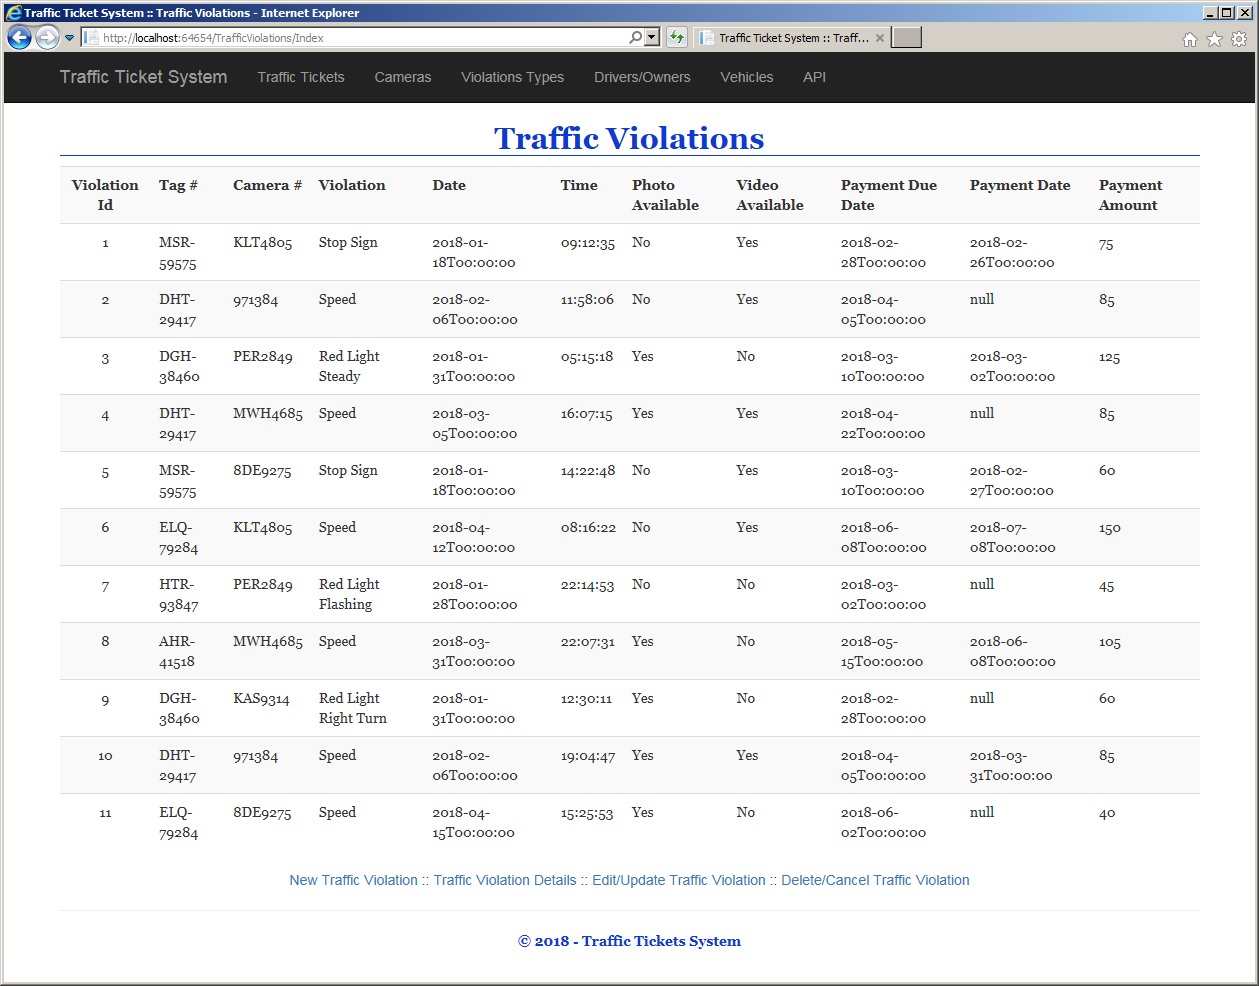 Traffic Ticket System :: Traffic Violations - Internet Explorer
http://localhost:64654/TrafficViolations/Index
Traffic Ticket System :: Traff...
Traffic Ticket System Traffic Tickets Cameras Violations Types Drivers/Owners Vehicles API
Traffic Violations
Violation Tag # Camera # Violation Date Time Photo Video Payment Due Payment Date Payment
Id Available Available Date Amount
1 MSR- KLT4805 Stop Sign 2018-01- 09:12:35 No Yes 2018-02- 2018-02- 75
59575 18T00:00:00 28T00:00:00 26T00:00:00
2 DHT- 971384 Speed 2018-02- 11:58:06 No Yes 2018-04- null 85
29417 06T00:00:00 05T00:00:00
3 DGH- PER2849 Red Light 2018-01- 05:15:18 Yes No 2018-03- 2018-03- 125
38460 Steady 31T00:00:00 10T00:00:00 02T00:00:00
4 DHT- MWH4685 Speed 2018-03- 16:07:15 Yes Yes 2018-04- null 85
29417 05T00:00:00 22T00:00:00
5 MSR- 8DE9275 Stop Sign 2018-01- 14:22:48 No Yes 2018-03- 2018-02- 60
59575 18T00:00:00 10T00:00:00 27T00:00:00
6 ELQ- KLT4805 Speed 2018-04- 08:16:22 No Yes 2018-06- 2018-07- 150
79284 12T00:00:00 08T00:00:00 08T00:00:00
7 HTR- PER2849 Red Light 2018-01- 22:14:53 No No 2018-03- null 45
93847 Flashing 28T00:00:00 02T00:00:00
8 AHR- MWH4685 Speed 2018-03- 22:07:31 Yes No 2018-05- 2018-06- 105
41518 31T00:00:00 15T00:00:00 08T00:00:00
9 DGH- KAS9314 Red Light 2018-01- 12:30:11 Yes No 2018-02- null 60
38460 Right Turn 31T00:00:00 28T00:00:00
10 DHT- 971384 Speed 2018-02- 19:04:47 Yes Yes 2018-04- 2018-03- 85
29417 06T00:00:00 05T00:00:00 31T00:00:00
11 ELQ- 8DE9275 Speed 2018-04- 15:25:53 Yes No 2018-06- null 40
79284 15T00:00:00 02T00:00:00
New Traffic Violation :: Traffic Violation Details :: Edit/Update Traffic Violation :: Delete/Cancel Traffic Violation
© 2018 - Traffic Tickets System